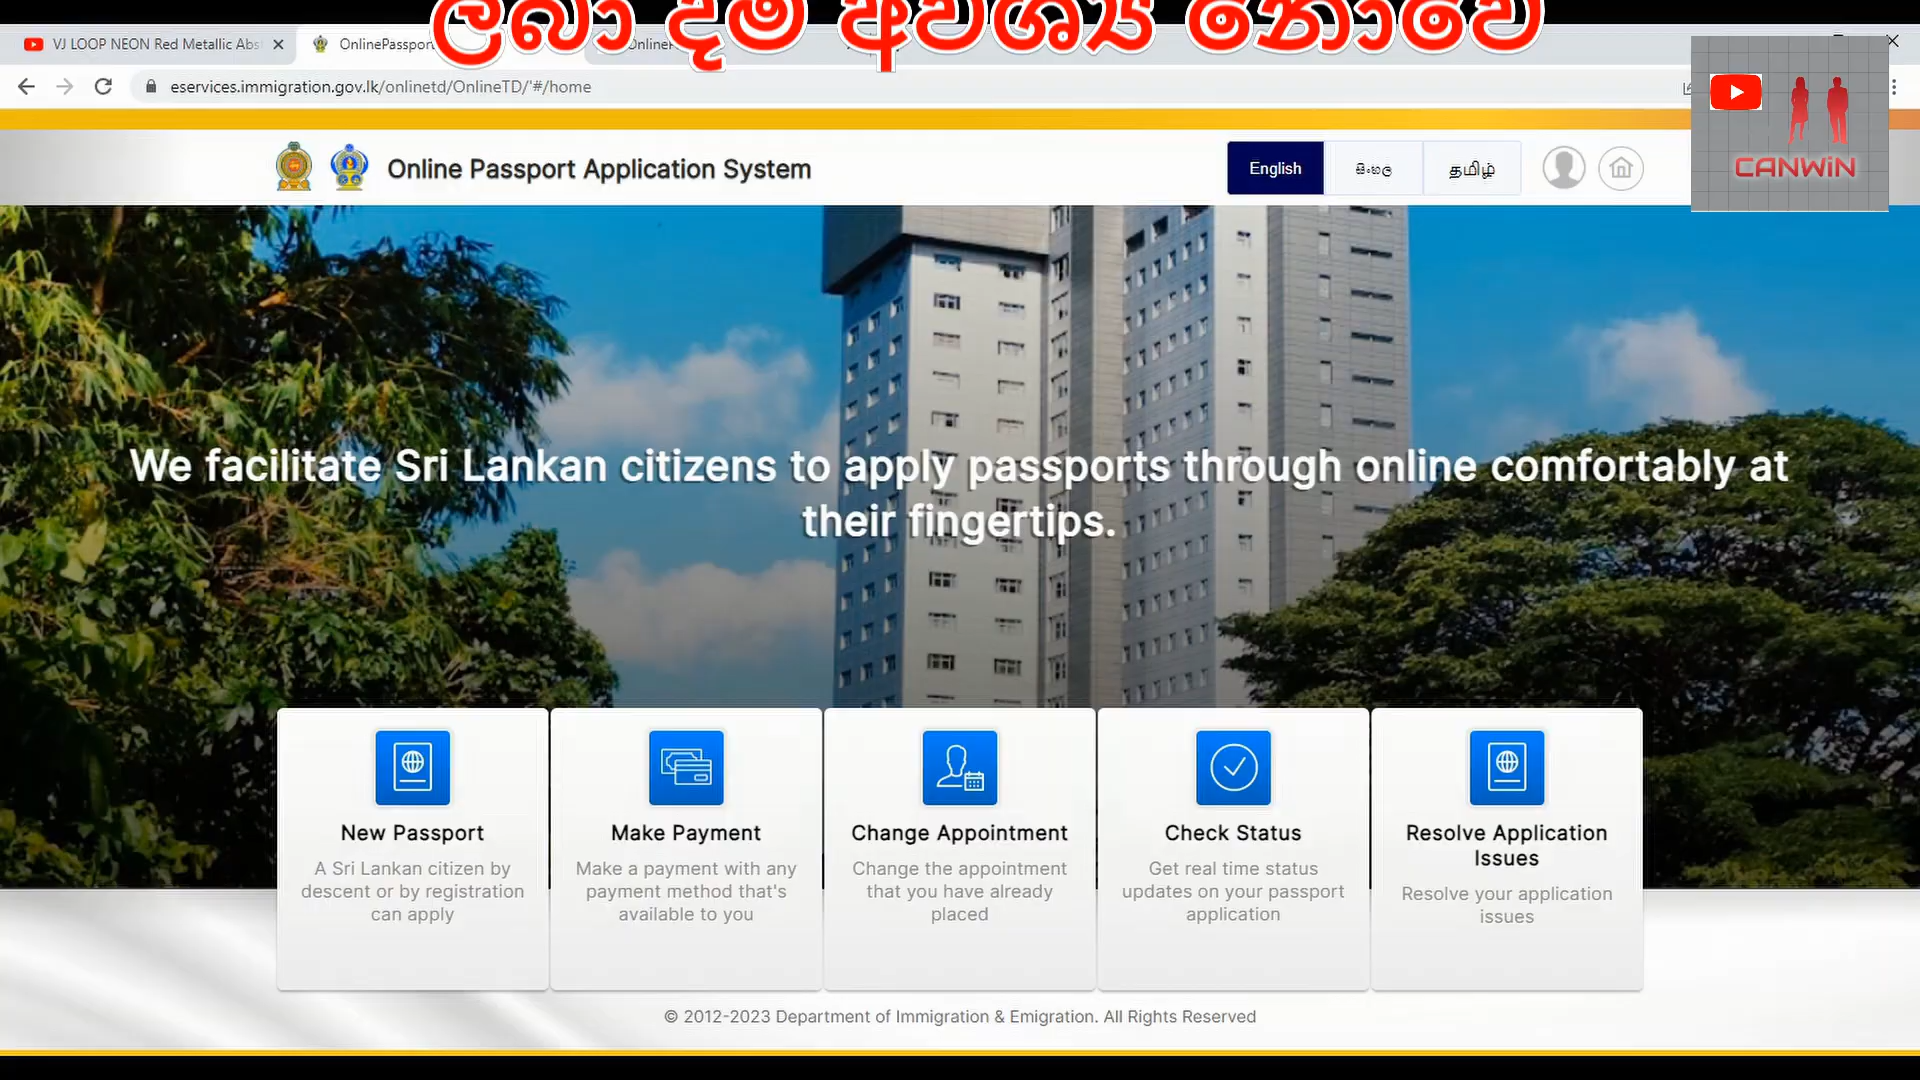 ලබා දීම අවශ්‍ය නොවේ
VJ LOOP NEON Red Metallic Abs
OnlinePasspor
eservices.immigration.gov.lk/onlinetd/OnlineTD/'#/home
Online Passport Application System
English
සිංහල
தமிழ்
CANWiN
We facilitate Sri Lankan citizens to apply passports through online comfortably at
their fingertips.
New Passport
A Sri Lankan citizen by
descent or by registration
can apply
Make Payment
Make a payment with any
payment method that's
available to you
Change Appointment
Change the appointment
that you have already
placed
Check Status
Get real time status
updates on your passport
application
Resolve Application
Issues
Resolve your application
issues
© 2012-2023 Department of Immigration & Emigration. All Rights Reserved